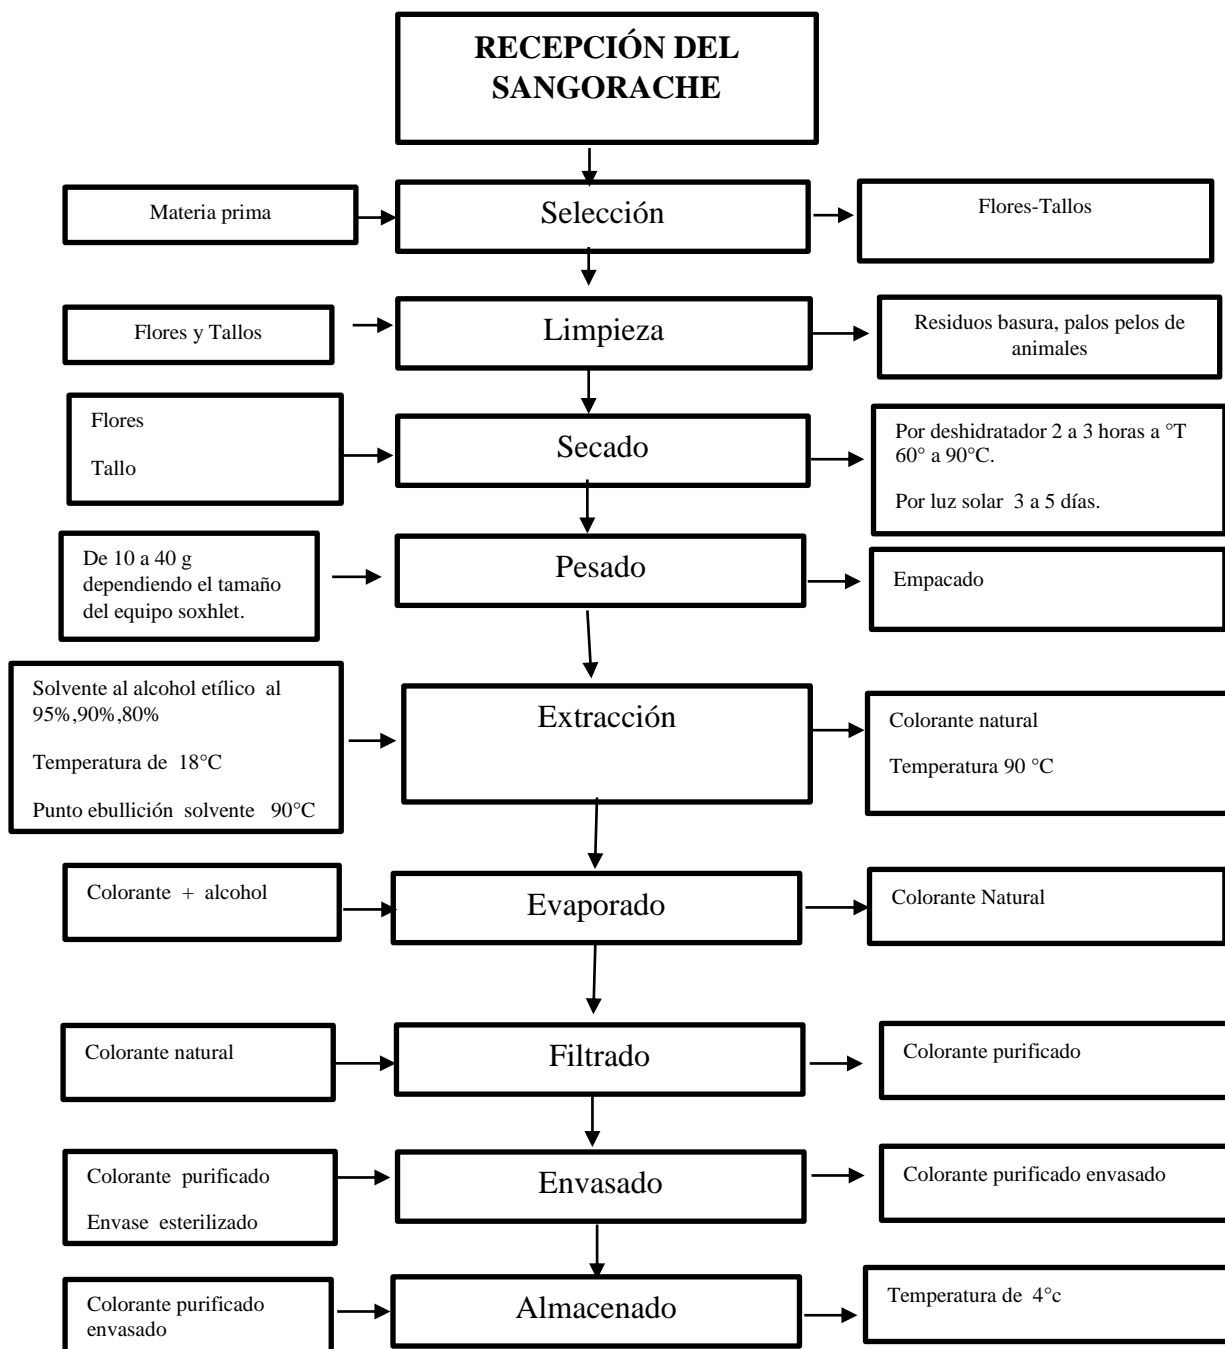 RECEPCIÓN DEL
SANGORACHE
Materia prima
Selección
Flores-Tallos
Flores y Tallos
Limpieza
Residuos basura, palos pelos de
animales
Flores
Tallo
Secado
Por deshidratador 2 a 3 horas a °T
60° a 90°C.
Por luz solar 3 a 5 días.
De 10 a 40 g
dependiendo el tamaño
del equipo soxhlet.
Pesado
Empacado
Solvente al alcohol etílico al
95%,90%,80%
Temperatura de 18°C
Punto ebullición solvente 90°C
Extracción
Colorante natural
Temperatura 90 °C
Colorante + alcohol
Evaporado
Colorante Natural
Colorante natural
Filtrado
Colorante purificado
Colorante purificado
Envase esterilizado
Envasado
Colorante purificado envasado
Colorante purificado
envasado
Almacenado
Temperatura de 4°c